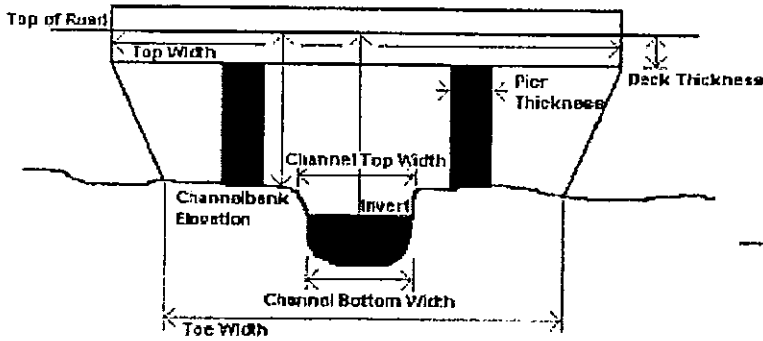 Top of Road
Top Width
Pier
Thickness
Deck Thickness
Channel Top Width
Channelbank
Elevation
Invert
Channel Bottom Width
Toe Width